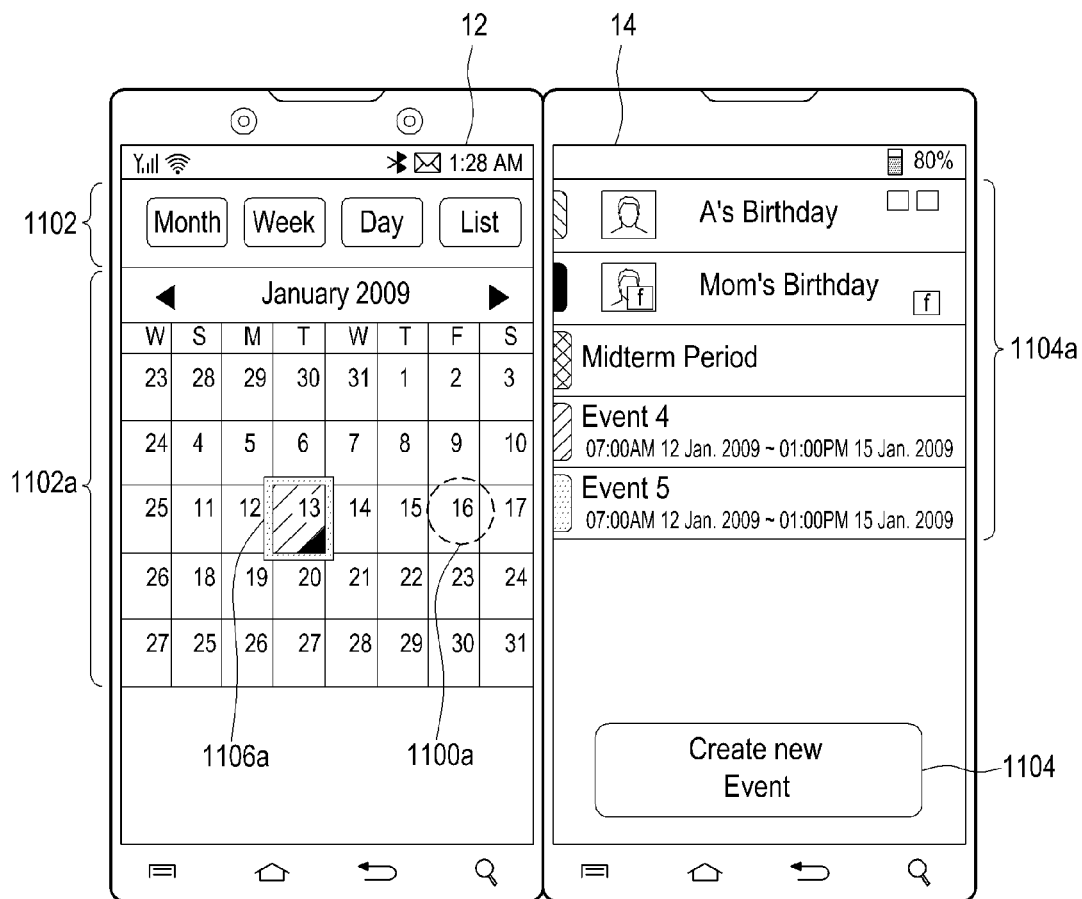 12
14
1:28 AM
80%
1102
Month Week Day List
A's Birthday
f Mom's Birthday f
January 2009
1104a
W S M T W T F S
Midterm Period
23 28 29 30 31 1 2 3
Event 4
07:00AM 12 Jan. 2009 ~ 01:00PM 15 Jan. 2009
24 4 5 6 7 8 9 10
1102a
Event 5
07:00AM 12 Jan. 2009 ~ 01:00PM 15 Jan. 2009
25 11 12 13 14 15 16 17
26 18 19 20 21 22 23 24
27 25 26 27 28 29 30 31
1106a
1100a
Create new
Event
1104